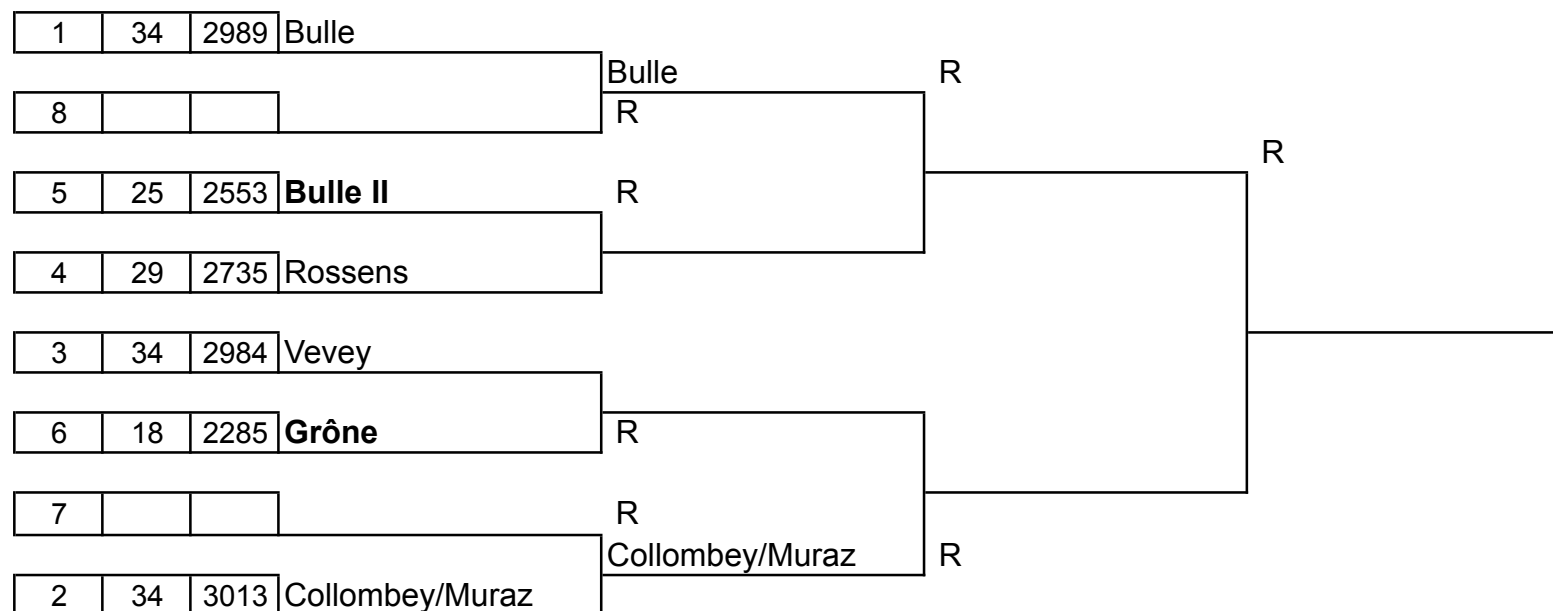 1 34 2989 Bulle
Bulle R
8 R
R
5 25 2553 Bulle II R
4 29 2735 Rossens
3 34 2984 Vevey
6 18 2285 Grône R
7 R
Collombey/Muraz R
2 34 3013 Collombey/Muraz